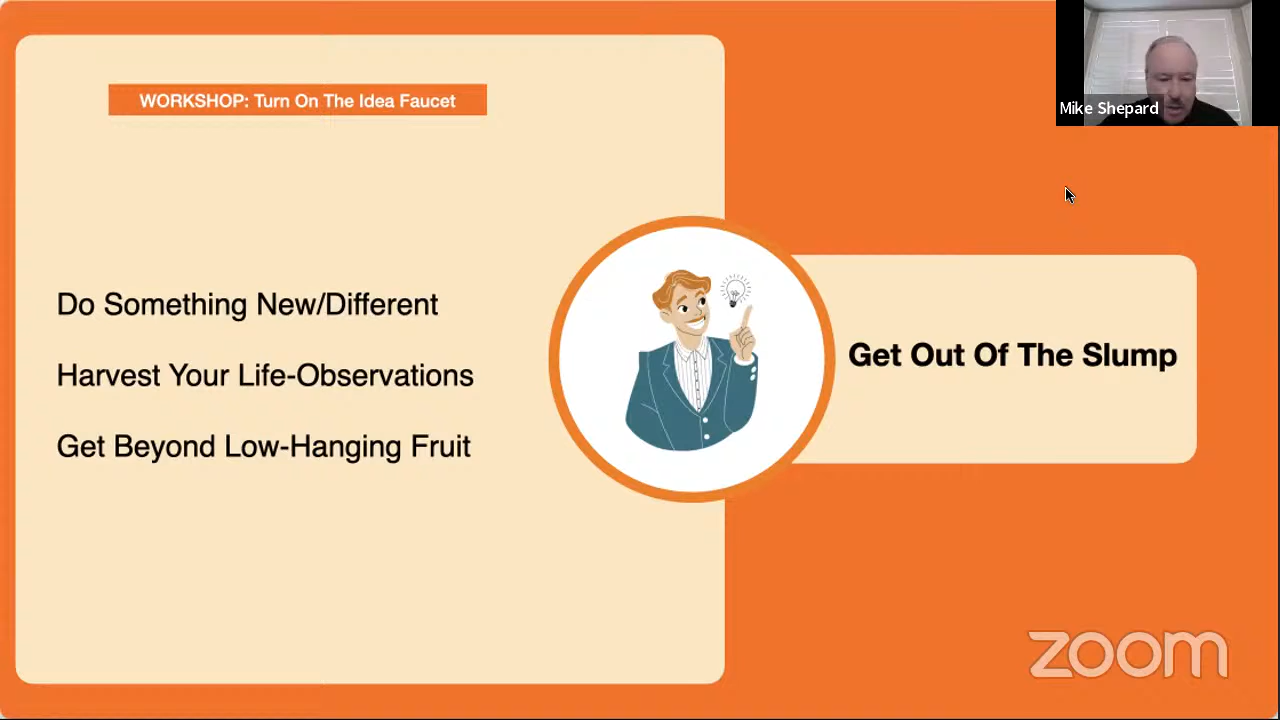 WORKSHOP: Turn On The Idea Faucet
Mike Shepard
Do Something New/Different
Harvest Your Life-Observations
Get Beyond Low-Hanging Fruit
Get Out Of The Slump
zoom